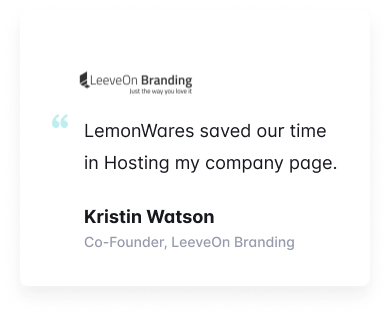 LeeveOn Branding
Just the way you love it
“
LemonWares saved our time
in Hosting my company page.
Kristin Watson
Co-Founder, LeeveOn Branding